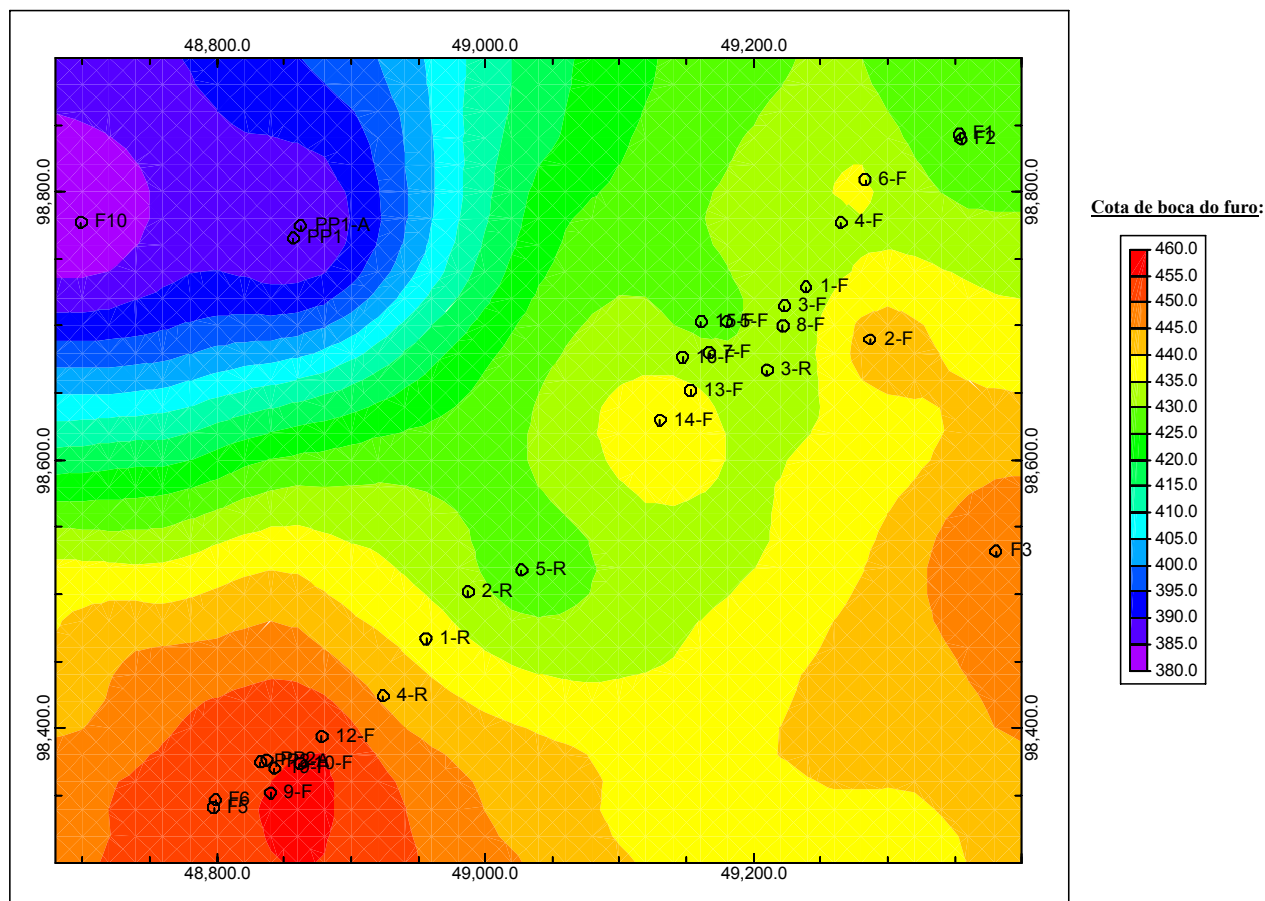 48,800.0 49,000.0 49,200.0
F1
F2
98,800.0 98,800.0
6-F
F10
PP1-A
4-F
PP1
Cota de boca do furo:
460.0
455.0
450.0
445.0
440.0
435.0
430.0
425.0
420.0
415.0
410.0
405.0
400.0
395.0
390.0
385.0
380.0
1-F
3-F
15-F
5-F
8-F
2-F
7-F
16-F
3-R
13-F
14-F
98,600.0 98,600.0
F3
5-R
2-R
1-R
4-R
98,400.0 98,400.0
12-F
10-F
9-F
F6
F5
48,800.0 49,000.0 49,200.0